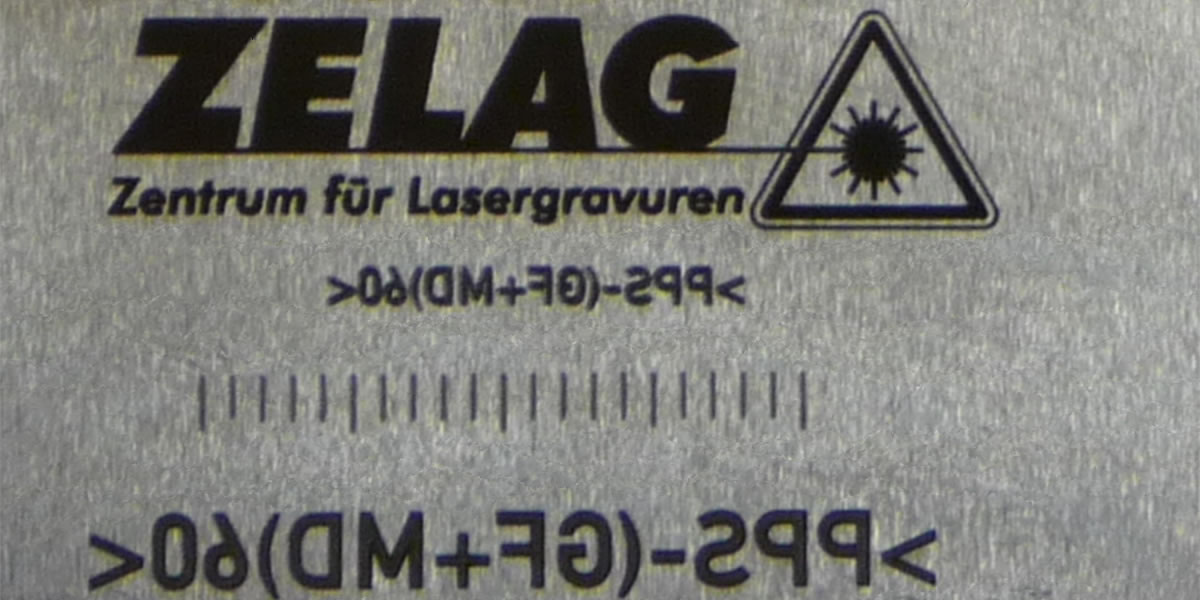 ZELAG
Zentrum für Lasergravuren
>PPS-(GF+MD)60<
>PPS-(GF+MD)60<